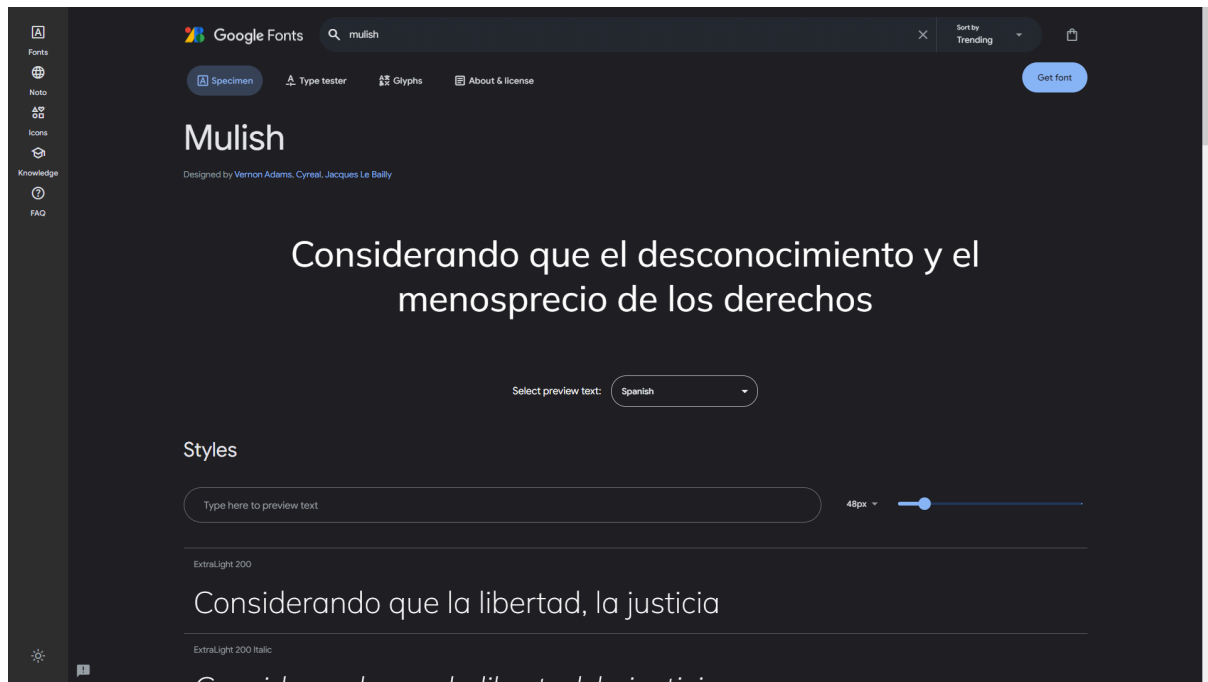 Fonts
Noto
Icons
Knowledge
FAQ
Google Fonts
mulish
Sort by
Trending
Specimen
Type tester
Glyphs
About & license
Get font
Mulish
Designed by Vernon Adams, Cyreal, Jacques Le Bailly
Considerando que el desconocimiento y el
menosprecio de los derechos
Select preview text:
Spanish
Styles
Type here to preview text
48px
ExtraLight 200
Considerando que la libertad, la justicia
ExtraLight 200 Italic